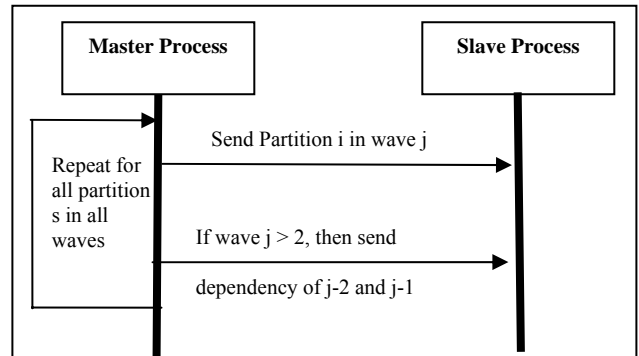 Master Process
Slave Process
Send Partition i in wave j
Repeat for
all partition
s in all
waves
If wave j > 2, then send
dependency of j-2 and j-1